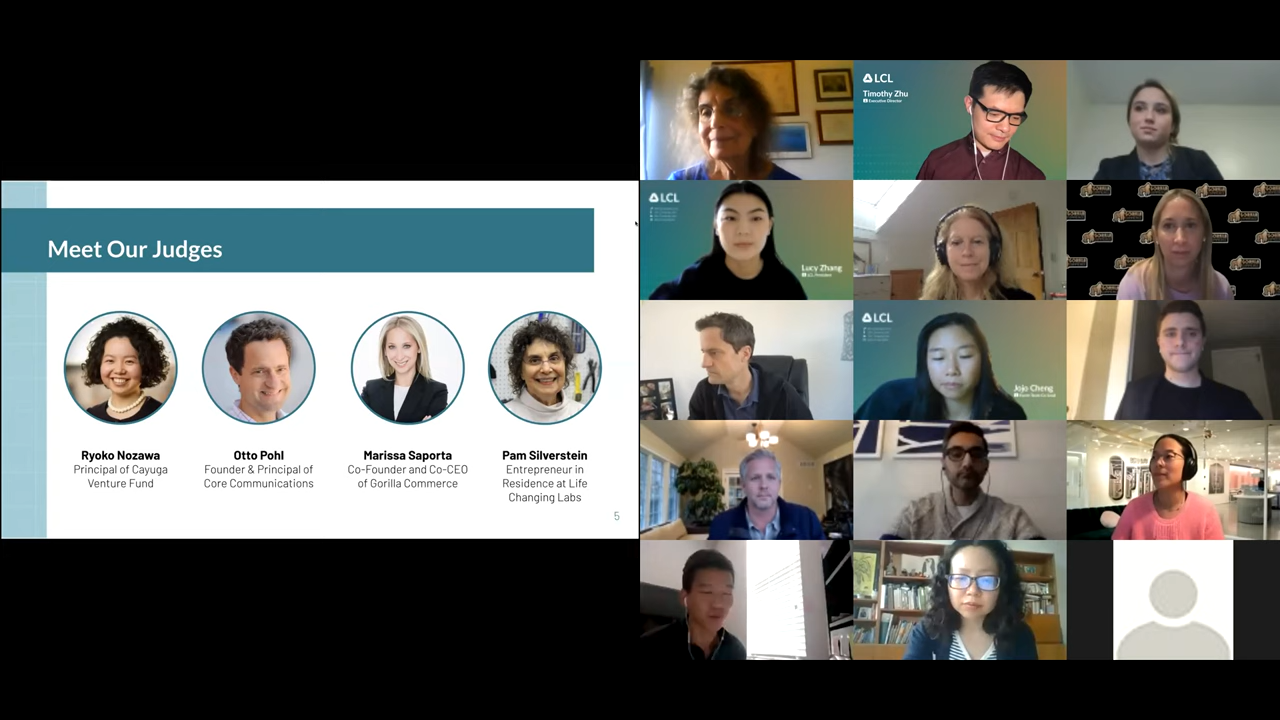 Meet Our Judges
Ryoko Nozawa
Principal of Cayuga
Venture Fund
Otto Pohl
Founder & Principal of
Core Communications
Marissa Saporta
Co-Founder and Co-CEO
of Gorilla Commerce
Pam Silverstein
Entrepreneur in
Residence at Life
Changing Labs
5
LCL
Timothy Zhu
Executive Director
LCL
Lucy Zhang
LCL
Jojo Cheng